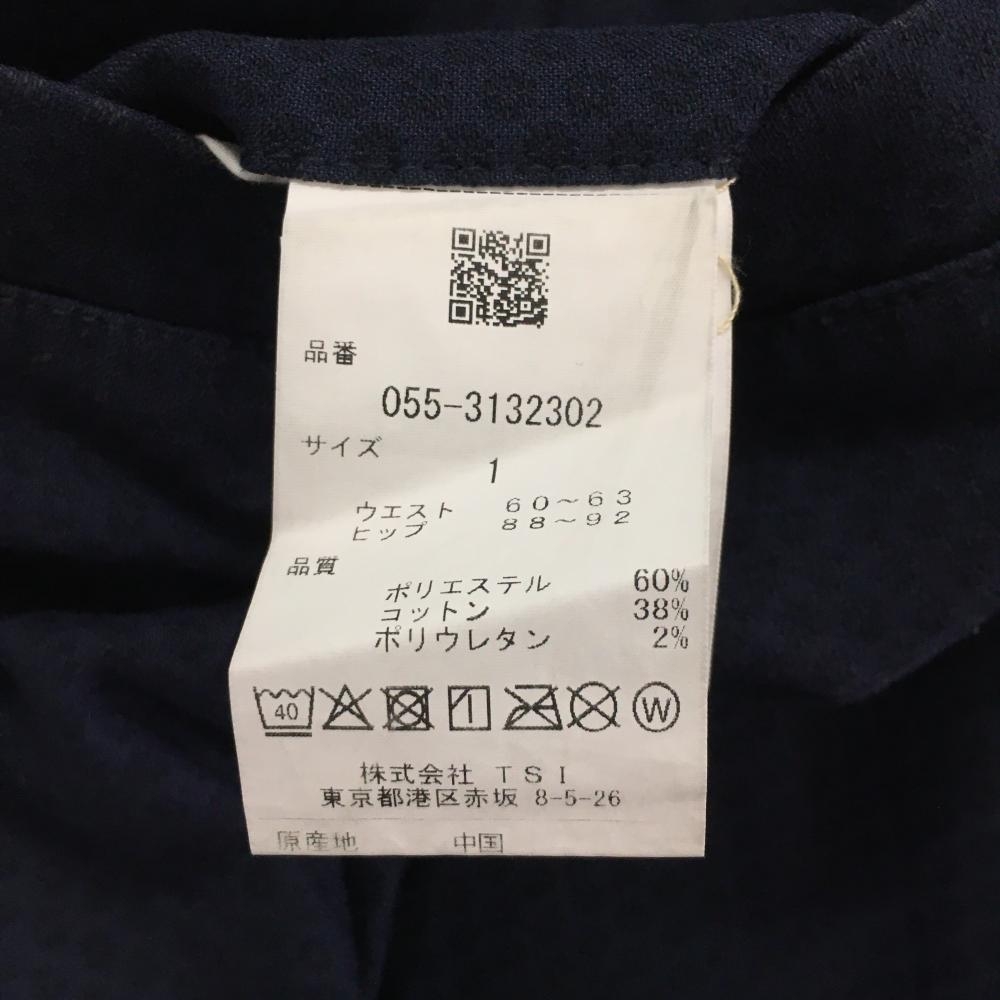 品番
055-3132302
サイズ
1
ウエスト 60～63
ヒップ 88～92
品質
ポリエステル 60%
コットン 38%
ポリウレタン 2%
40 W
株式会社 TSI
東京都港区赤坂 8-5-26
原産地 中国